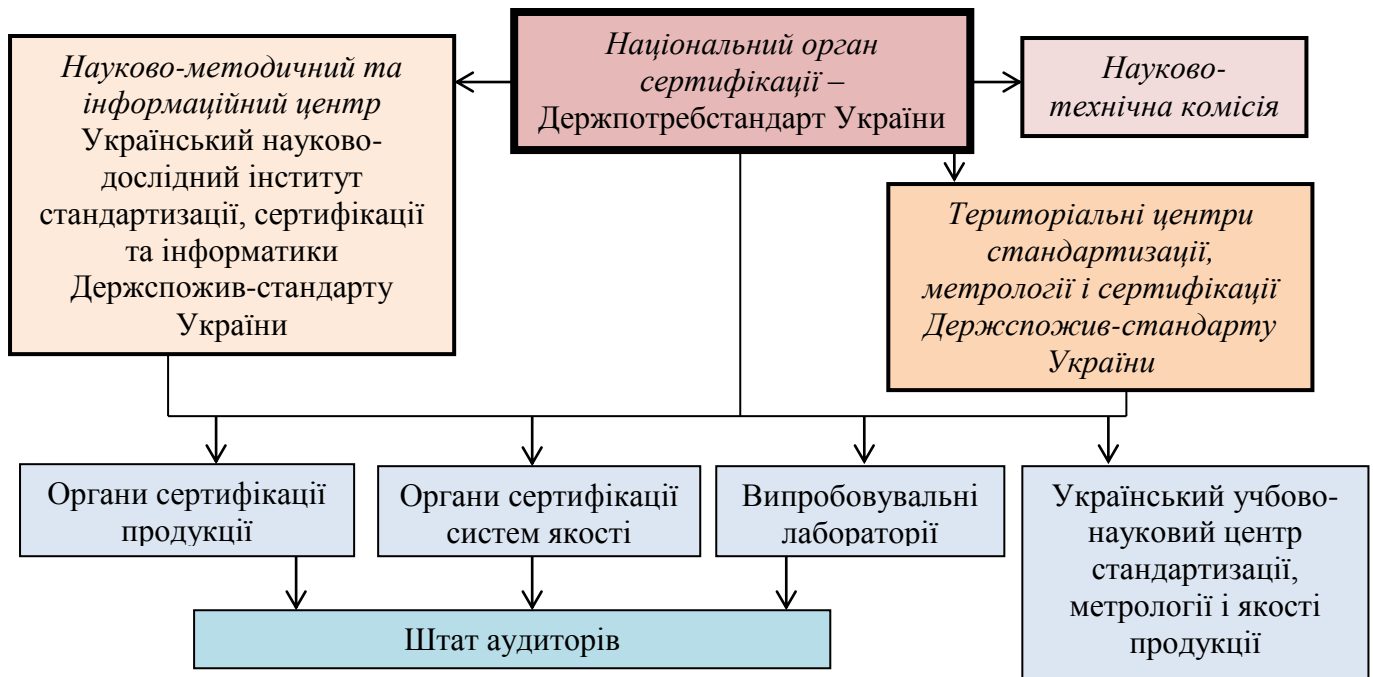 Національний орган
сертифікації –
Держпотребстандарт України
Науково-методичний та
інформаційний центр
Український науково-
дослідний інститут
стандартизації, сертифікації
та інформатики
Держспожив-стандарту
України
Науково-
технічна комісія
Територіальні центри
стандартизації,
метрології і сертифікації
Держспожив-стандарту
України
Органи сертифікації
продукції
Органи сертифікації
систем якості
Випробовувальні
лабораторії
Український учбово-
науковий центр
стандартизації,
метрології і якості
продукції
Штат аудиторів